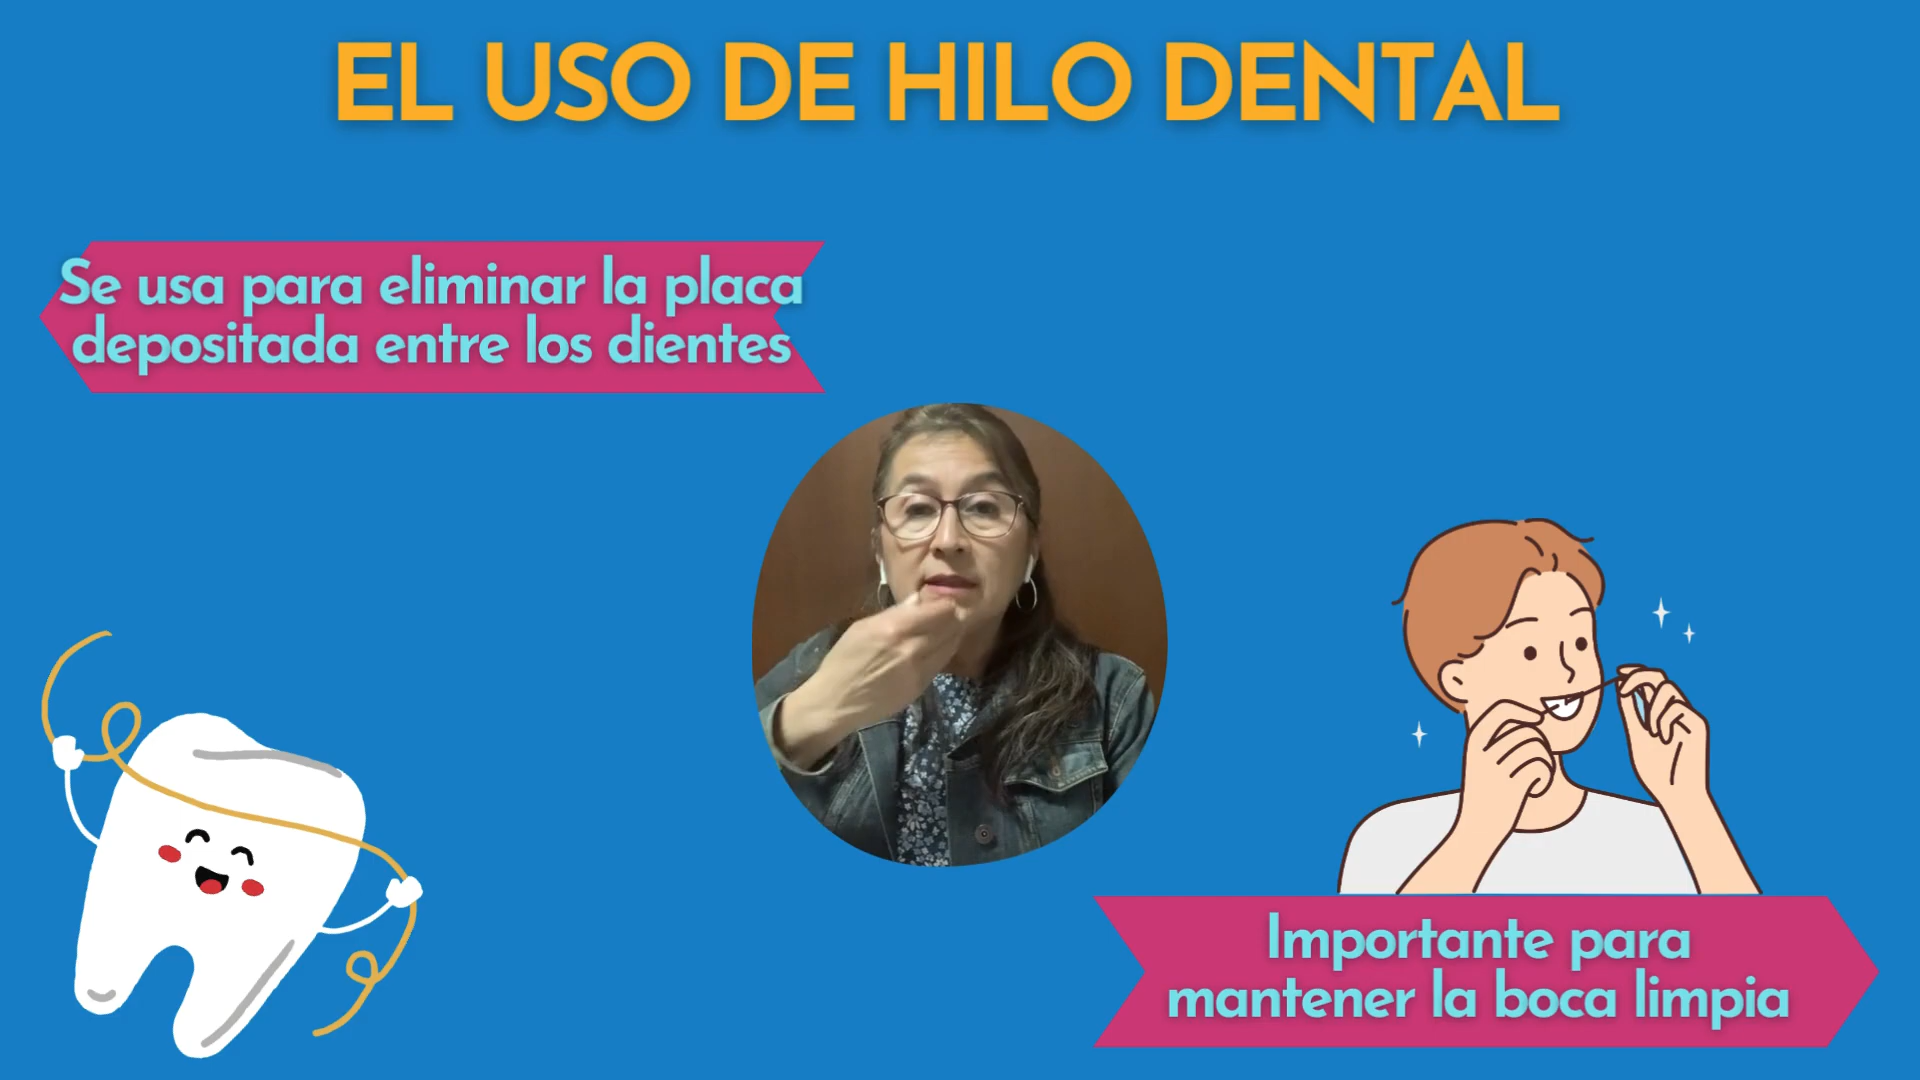 EL USO DE HILO DENTAL
Se usa para eliminar la placa
depositada entre los dientes
Importante para
mantener la boca limpia